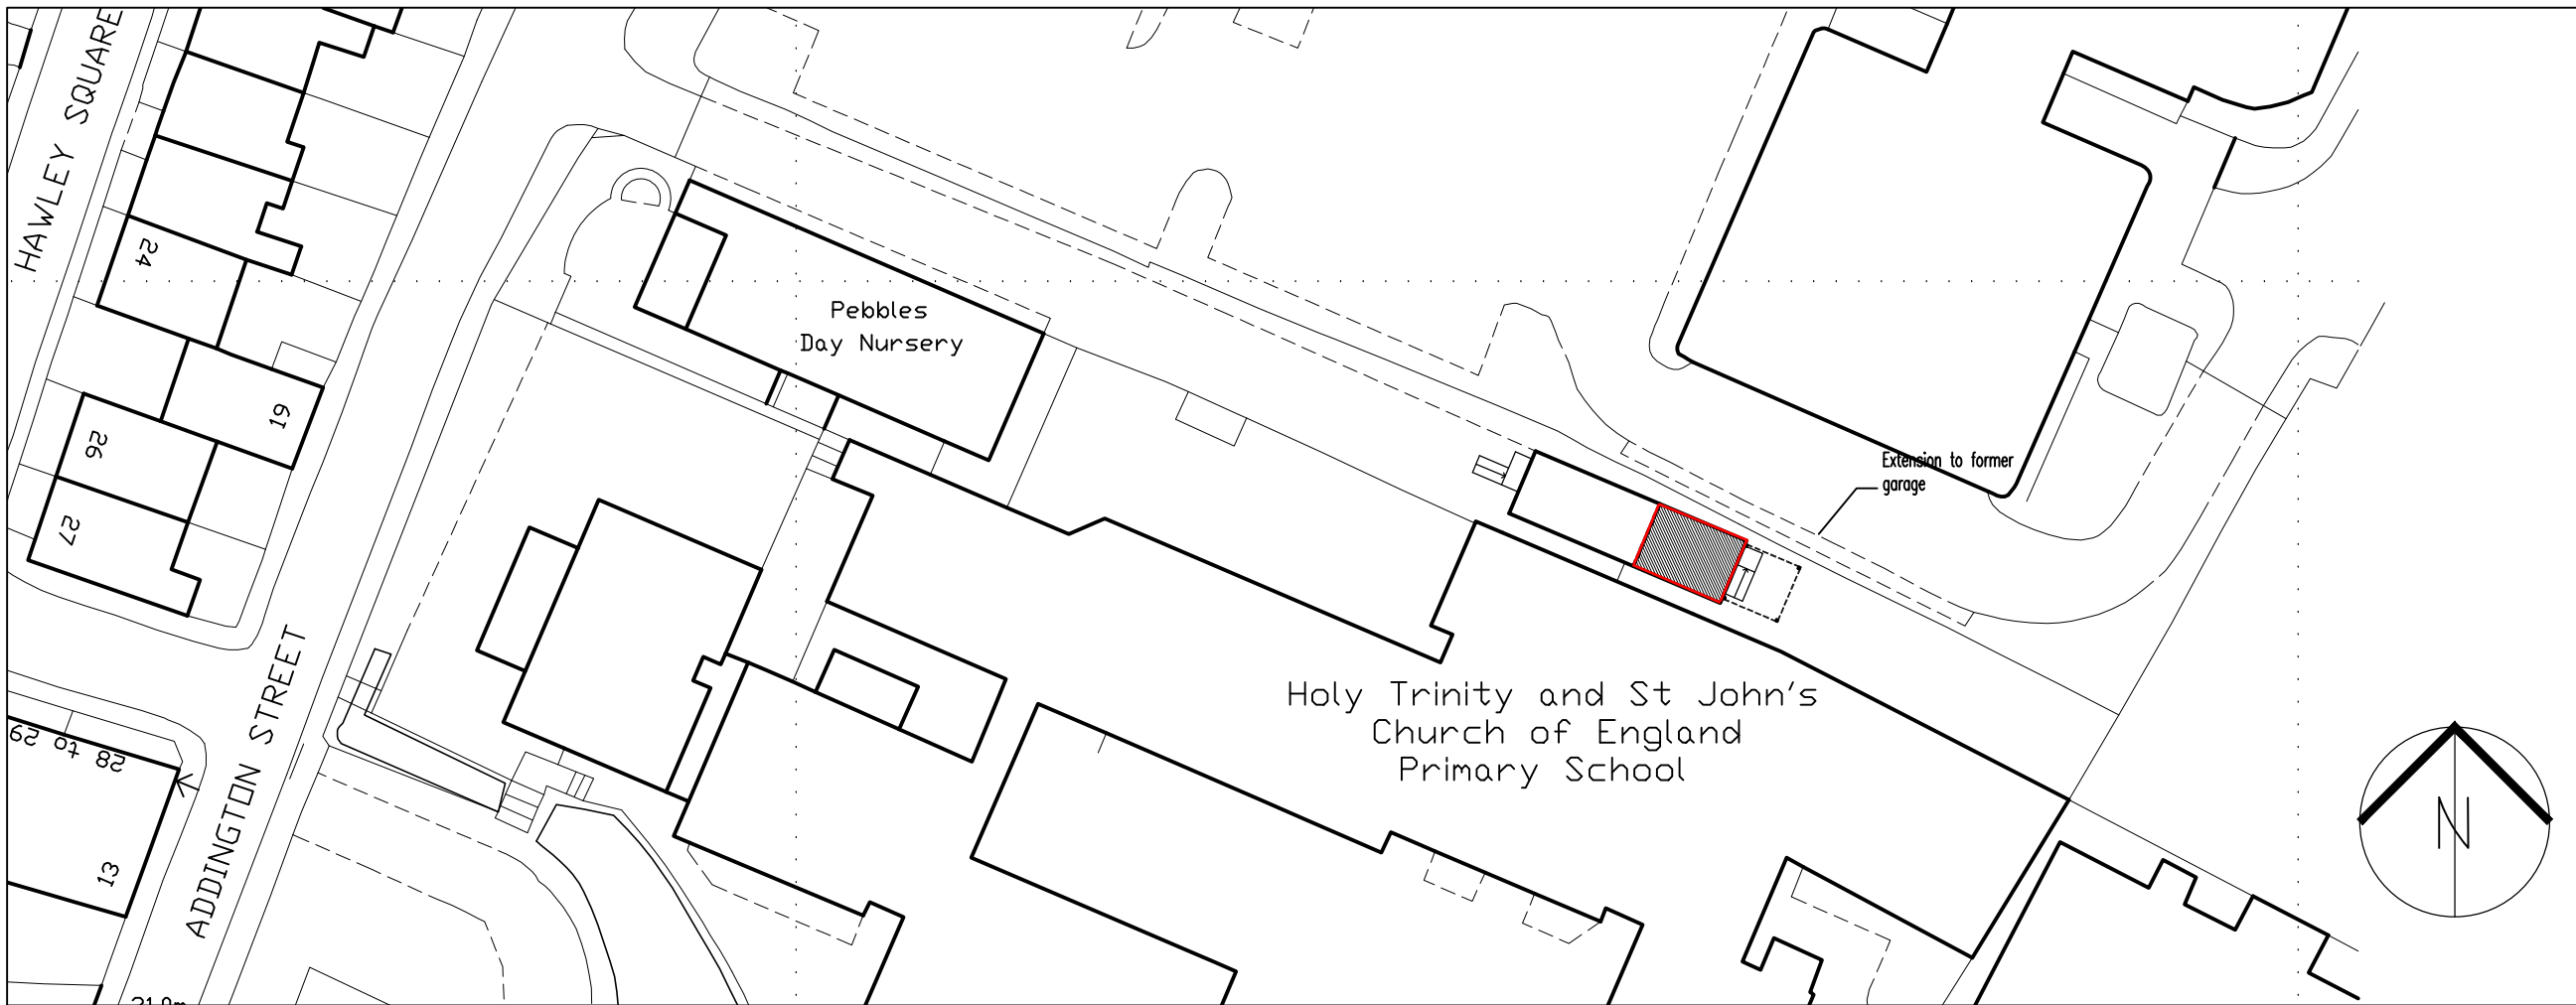 HAWLEY SQUARE
24
19
26
27
28 to 29
13
ADDINGTON STREET
Pebbles
Day Nursery
Extension to former
garage
Holy Trinity and St John's
Church of England
Primary School
N